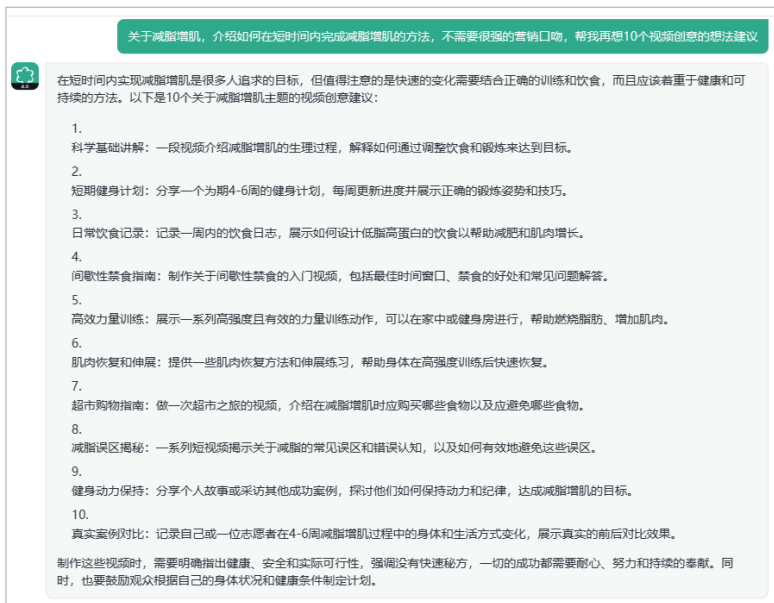 关于减脂增肌，介绍如何在短时间内完成减脂增肌的方法，不需要很强的营销口吻，帮我再想10个视频创意的想法建议
4.0
在短时间内实现减脂增肌是很多人追求的目标，但值得注意的是快速的变化需要结合正确的训练和饮食，而且应该着重于健康和可
持续的方法。以下是10个关于减脂增肌主题的视频创意建议：
1.
科学基础讲解：一段视频介绍减脂增肌的生理过程，解释如何通过调整饮食和锻炼来达到目标。
2.
短期健身计划：分享一个为期4-6周的健身计划，每周更新进度并展示正确的锻炼姿势和技巧。
3.
日常饮食记录：记录一周内的饮食日志，展示如何设计低脂高蛋白的饮食以帮助减肥和肌肉增长。
4.
间歇性禁食指南：制作关于间歇性禁食的入门视频，包括最佳时间窗口、禁食的好处和常见问题解答。
5.
高效力量训练：展示一系列高强度且有效的力量训练动作，可以在家中或健身房进行，帮助燃烧脂肪、增加肌肉。
6.
肌肉恢复和伸展：提供一些肌肉恢复方法和伸展练习，帮助身体在高强度训练后快速恢复。
7.
超市购物指南：做一次超市之旅的视频，介绍在减脂增肌时应购买哪些食物以及应避免哪些食物。
8.
减脂误区揭秘：一系列短视频揭示关于减脂的常见误区和错误认知，以及如何有效地避免这些误区。
9.
健身动力保持：分享个人故事或采访其他成功案例，探讨他们如何保持动力和纪律，达成减脂增肌的目标。
10.
真实案例对比：记录自己或一位志愿者在4-6周减脂增肌过程中的身体和生活方式变化，展示真实的前后对比效果。
制作这些视频时，需要明确指出健康、安全和实际可行性，强调没有快速秘方，一切的成功都需要耐心、努力和持续的奉献。同
时，也要鼓励观众根据自己的身体状况和健康条件制定计划。